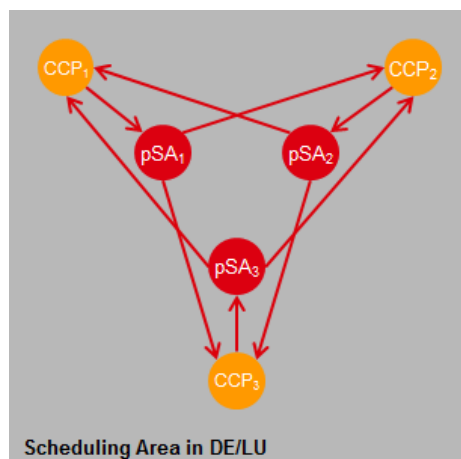 CCP₁
CCP₂
pSA₁
pSA₂
pSA₃
CCP₃
Scheduling Area in DE/LU